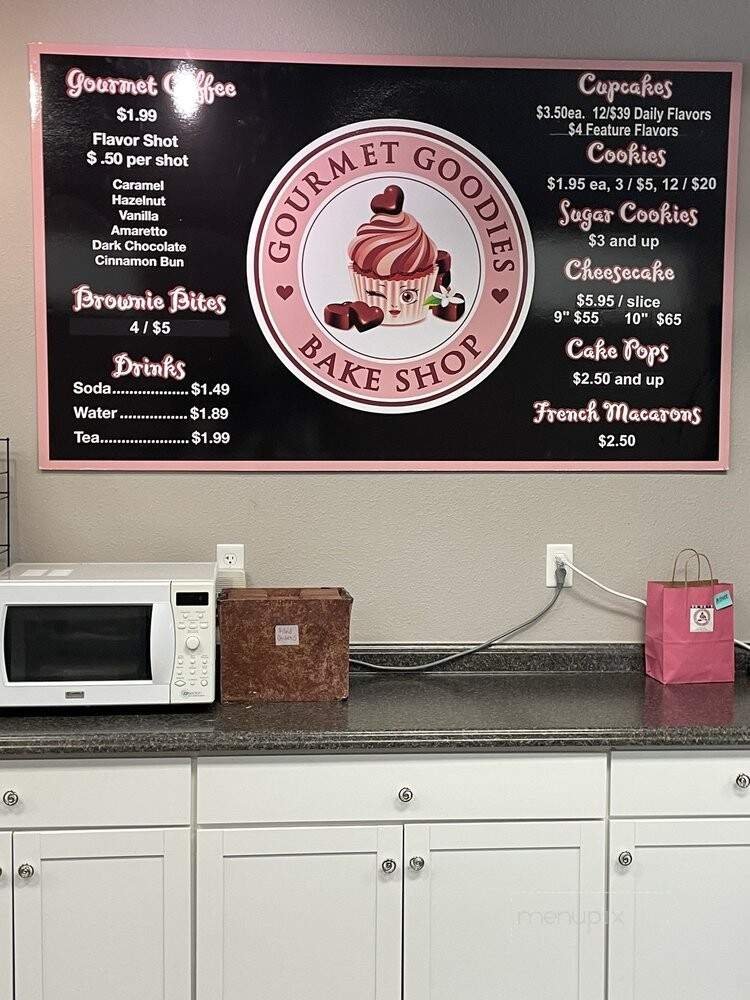 Gourmet Coffee
$1.99
Flavor Shot
$ .50 per shot
Caramel
Hazelnut
Vanilla
Amaretto
Dark Chocolate
Cinnamon Bun
Brownie Bites
4 / $5
Drinks
Soda.................. $1.49
Water ................ $1.89
Tea..................... $1.99
GOURMET GOODIES
BAKE SHOP
Cupcakes
$3.50ea. 12/$39 Daily Flavors
$4 Feature Flavors
Cookies
$1.95 ea, 3 / $5, 12 / $20
Sugar Cookies
$3 and up
Cheesecake
$5.95 / slice
9" $55 10" $65
Cake Pops
$2.50 and up
French Macarons
$2.50
menupix